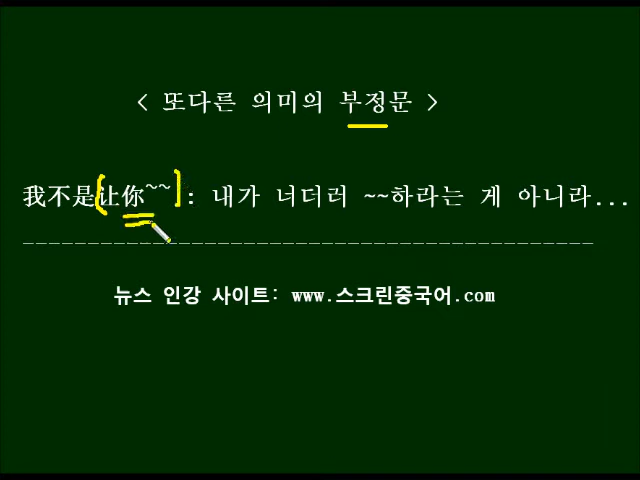 < 또다른 의미의 부정문 >
我不是让你~~ : 내가 너더러 ~~하라는 게 아니라...
뉴스 인강 사이트: www.스크린중국어.com